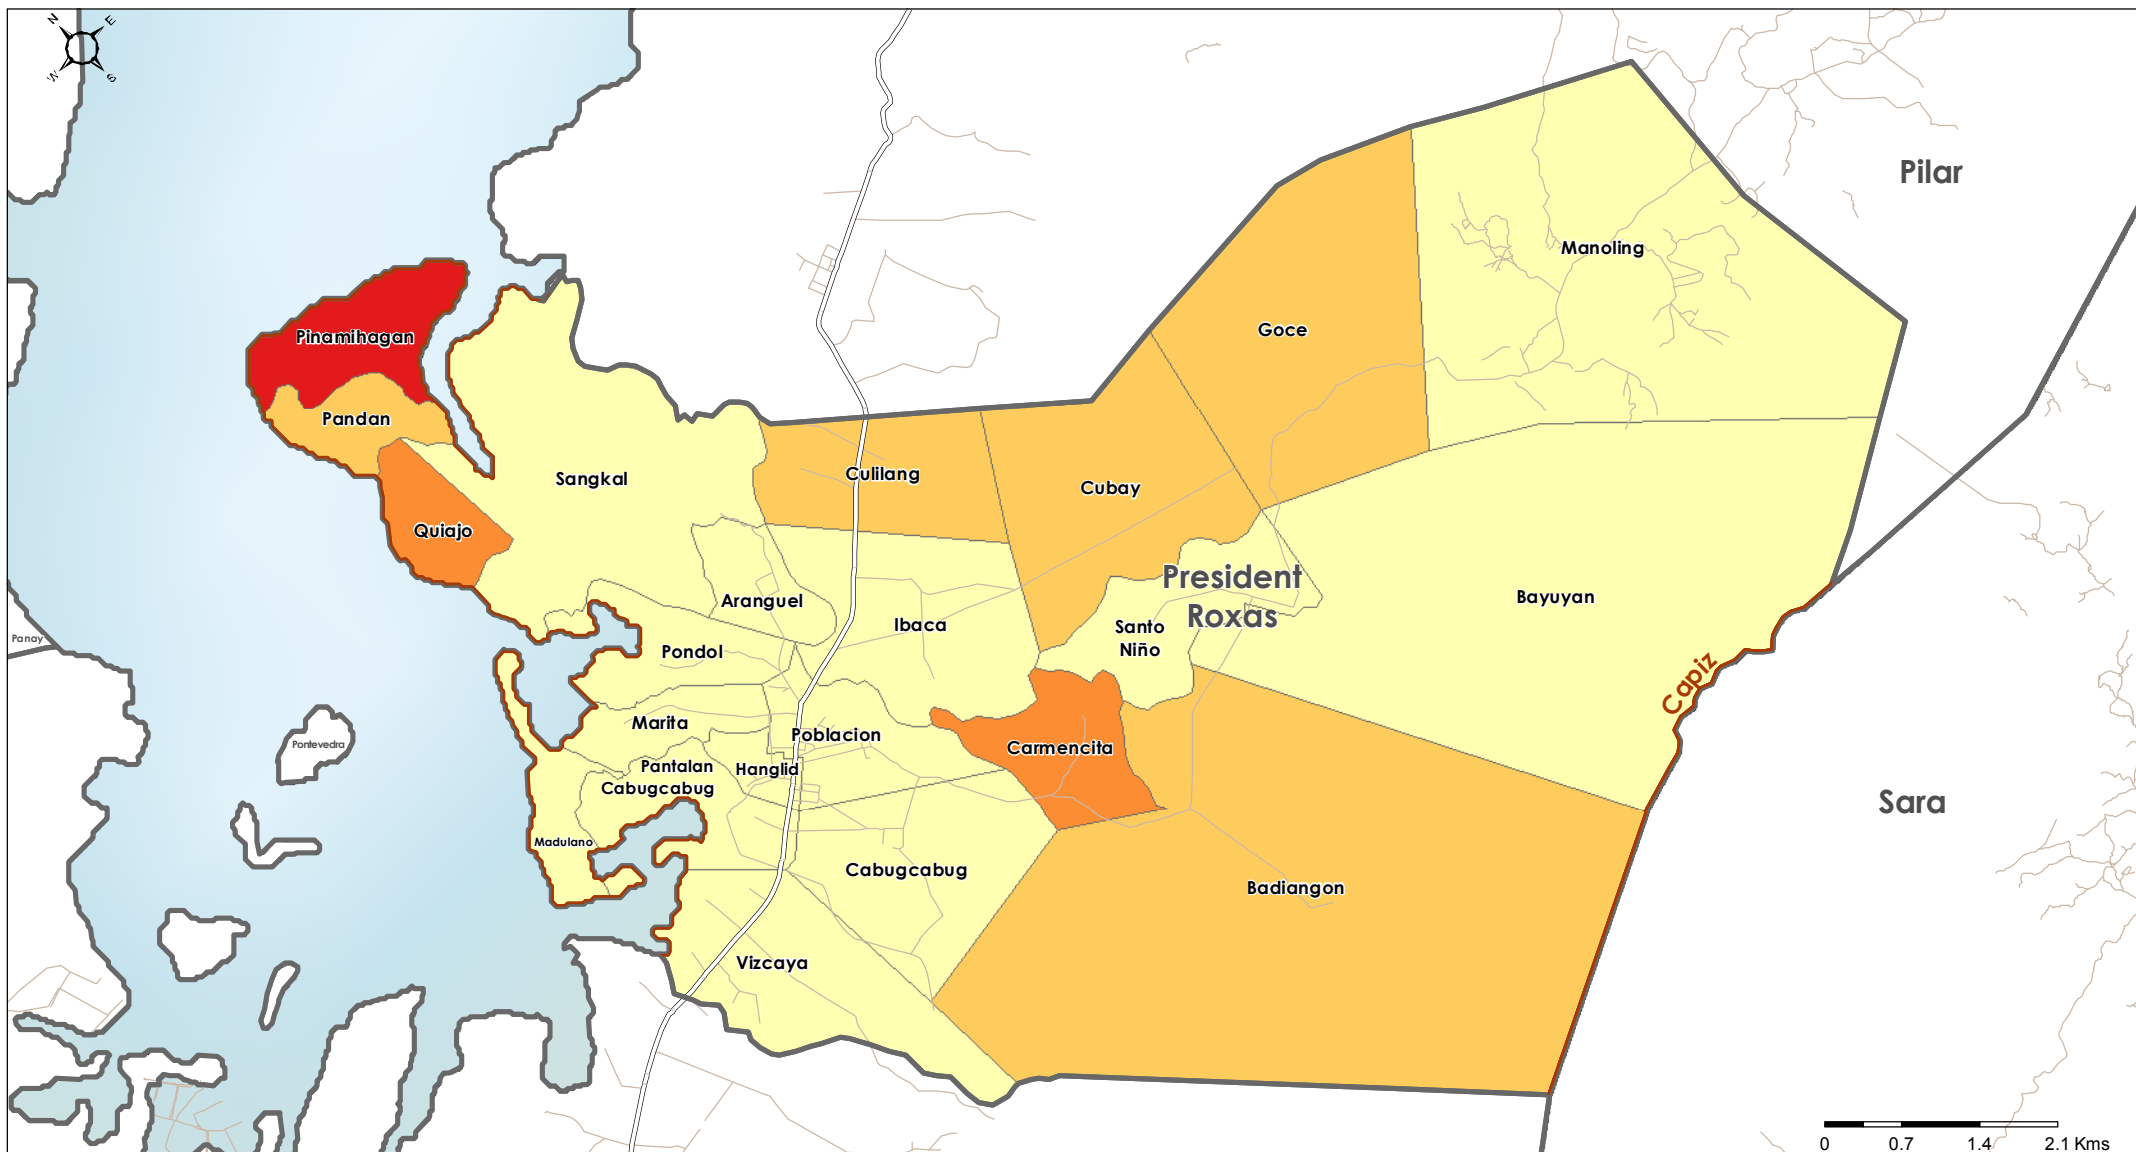 N
E
W
S
Pilar
Manoling
Goce
Pinamihagan
Pandan
Culilang
Sangkal
Cubay
Quiajo
President
Roxas
Bayuyan
Aranguel
Ibaca
Santo
Niño
Panay
Pondol
Capiz
Marita
Poblacion
Pontevedra
Carmencita
Pantalan
Cabugcabug
Hanglid
Sara
Madulano
Cabugcabug
Badiangon
Vizcaya
0 0.7 1.4 2.1 Kms